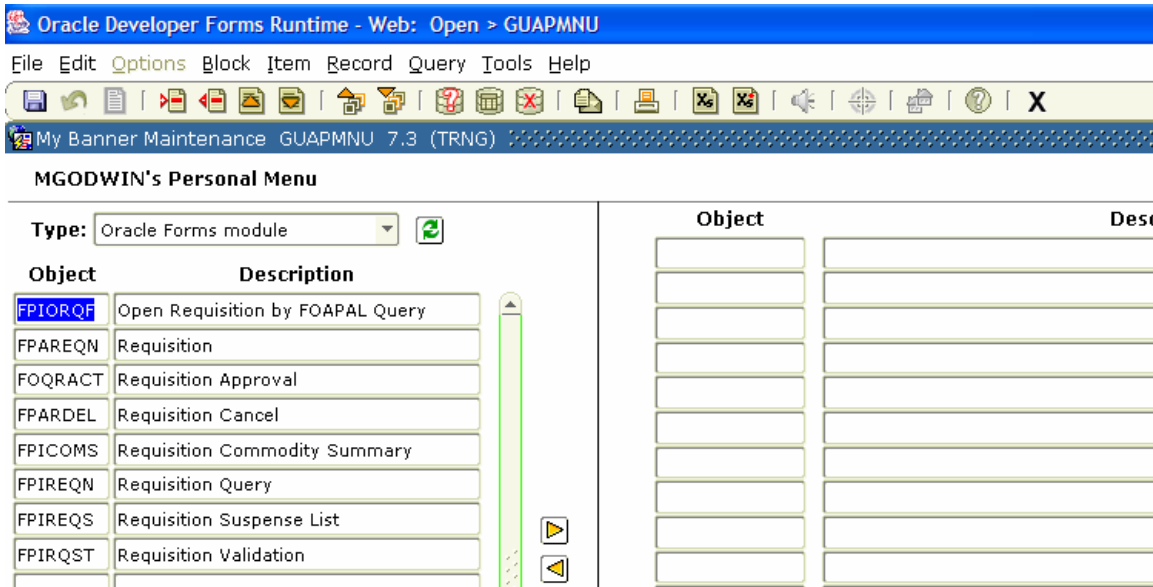 Oracle Developer Forms Runtime - Web: Open > GUAPMNU
File Edit Options Block Item Record Query Tools Help
My Banner Maintenance GUAPMNU 7.3 (TRNG)
MGODWIN's Personal Menu
Type: Oracle Forms module
Object Description
FPIORQF Open Requisition by FOAPAL Query
FPAREQN Requisition
FOQRACT Requisition Approval
FPARDEL Requisition Cancel
FPICOMS Requisition Commodity Summary
FPIREQN Requisition Query
FPIREQS Requisition Suspense List
FPIRQST Requisition Validation
Object Desc